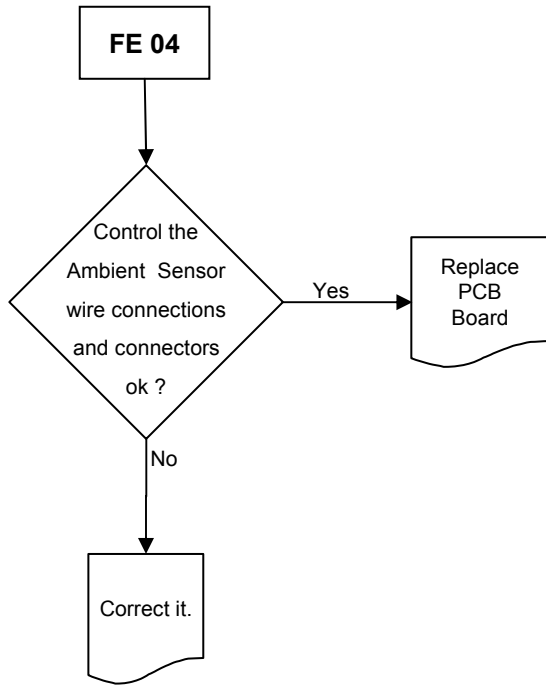 FE 04
Control the
Ambient Sensor
wire connections
and connectors
ok ?
Yes
Replace
PCB
Board
No
Correct it.